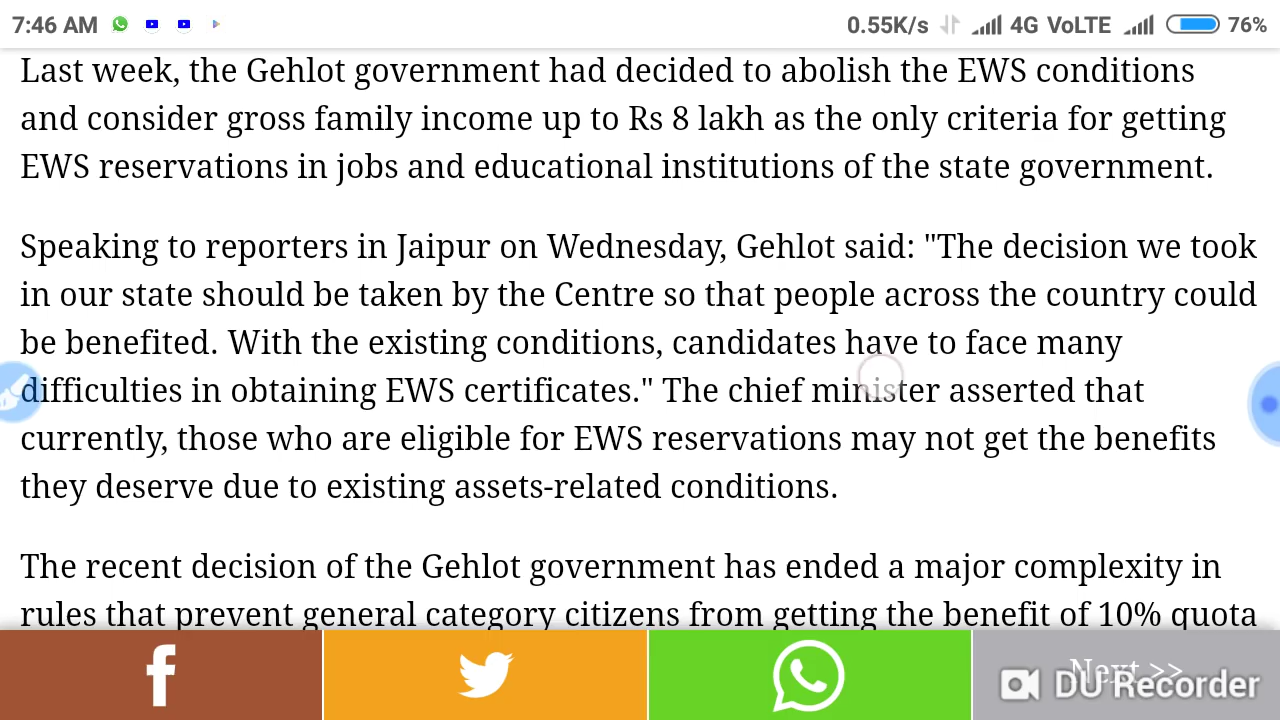 7:46 AM 0.55K/s 4G VoLTE 76%
Last week, the Gehlot government had decided to abolish the EWS conditions
and consider gross family income up to Rs 8 lakh as the only criteria for getting
EWS reservations in jobs and educational institutions of the state government.
Speaking to reporters in Jaipur on Wednesday, Gehlot said: "The decision we took
in our state should be taken by the Centre so that people across the country could
be benefited. With the existing conditions, candidates have to face many
difficulties in obtaining EWS certificates." The chief minister asserted that
currently, those who are eligible for EWS reservations may not get the benefits
they deserve due to existing assets-related conditions.
The recent decision of the Gehlot government has ended a major complexity in
rules that prevent general category citizens from getting the benefit of 10% quota
Next >>
DU Recorder